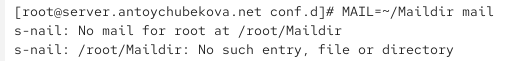 [root@server.antoychubekova.net conf.d]# MAIL=~/Maildir mail
s-nail: No mail for root at /root/Maildir
s-nail: /root/Maildir: No such entry, file or directory